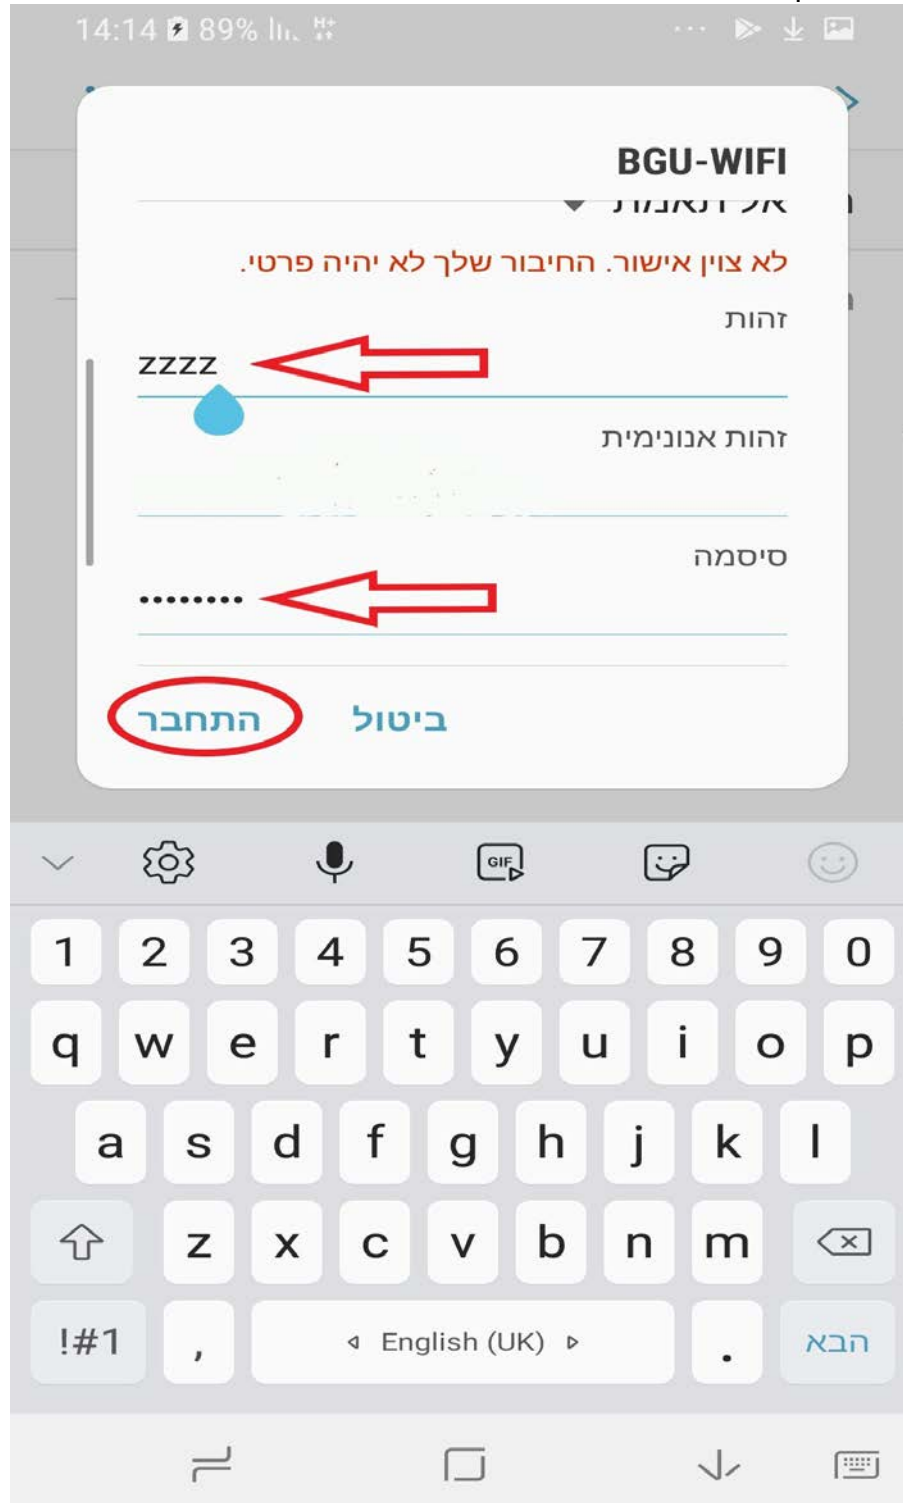 14:14 89%
BGU-WIFI
אל תאמת
לא צוין אישור. החיבור שלך לא יהיה פרטי.
זהות
zzzz
זהות אנונימית
סיסמה
••••••••
ביטול התחבר
GIF
1 2 3 4 5 6 7 8 9 0
q w e r t y u i o p
a s d f g h j k l
z x c v b n m
!#1 , English (UK) . הבא